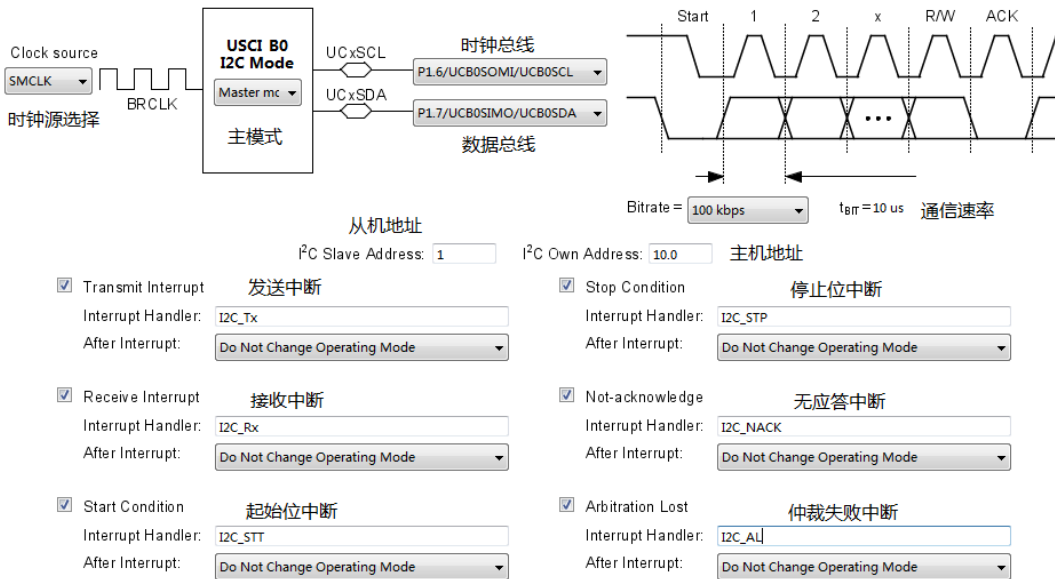 Start 1 2 x R/W ACK
Clock source
SMCLK
BRCLK
时钟源选择
USCI B0
I2C Mode
Master mc
主模式
UCxSCL
时钟总线
P1.6/UCB0SOMI/UCB0SCL
UCxSDA
P1.7/UCB0SIMO/UCB0SDA
数据总线
Bitrate = 100 kbps tBIT =10 us 通信速率
从机地址
I2C Slave Address: 1 I2C Own Address: 10.0 主机地址
Transmit Interrupt 发送中断
Interrupt Handler: I2C_Tx
After Interrupt: Do Not Change Operating Mode
Stop Condition 停止位中断
Interrupt Handler: I2C_STP
After Interrupt: Do Not Change Operating Mode
Receive Interrupt 接收中断
Interrupt Handler: I2C_Rx
After Interrupt: Do Not Change Operating Mode
Not-acknowledge 无应答中断
Interrupt Handler: I2C_NACK
After Interrupt: Do Not Change Operating Mode
Start Condition 起始位中断
Interrupt Handler: I2C_STT
After Interrupt: Do Not Change Operating Mode
Arbitration Lost 仲裁失败中断
Interrupt Handler: I2C_AL
After Interrupt: Do Not Change Operating Mode